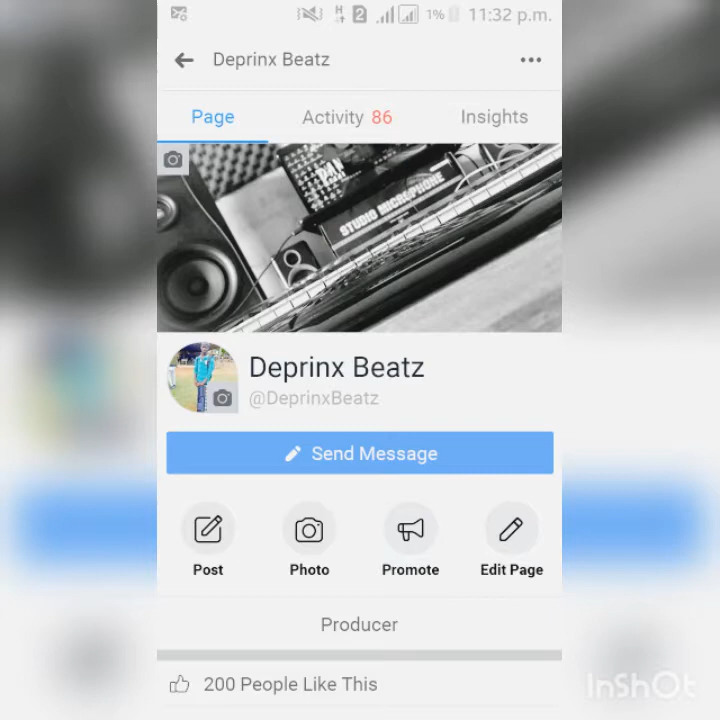 H 2 1% 11:32 p.m.
Deprinx Beatz
Page Activity 86 Insights
STUDIO MICROPHONE
Deprinx Beatz
@DeprinxBeatz
Send Message
Post Photo Promote Edit Page
Producer
200 People Like This
InShOt